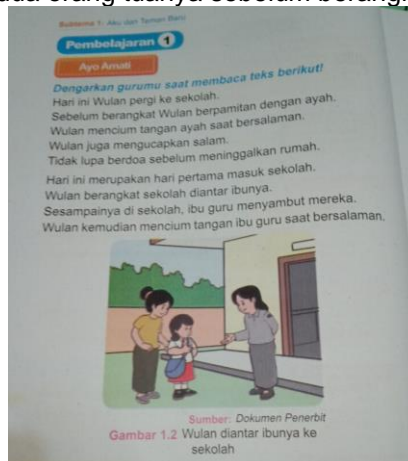 orang tuanya sebelum
Subtema 1: Aku dan Teman Baru
Pembelajaran 1
Ayo Amati
Dengarkan gurumu saat membaca teks berikut!
Hari ini Wulan pergi ke sekolah.
Sebelum berangkat Wulan berpamitan dengan ayah.
Wulan mencium tangan ayah saat bersalaman.
Wulan juga mengucapkan salam.
Tidak lupa berdoa sebelum meninggalkan rumah.
Hari ini merupakan hari pertama masuk sekolah.
Wulan berangkat sekolah diantar ibunya.
Sesampainya di sekolah, ibu guru menyambut mereka.
Wulan kemudian mencium tangan ibu guru saat bersalaman.
Sumber: Dokumen Penerbit
Gambar 1.2 Wulan diantar ibunya ke
sekolah